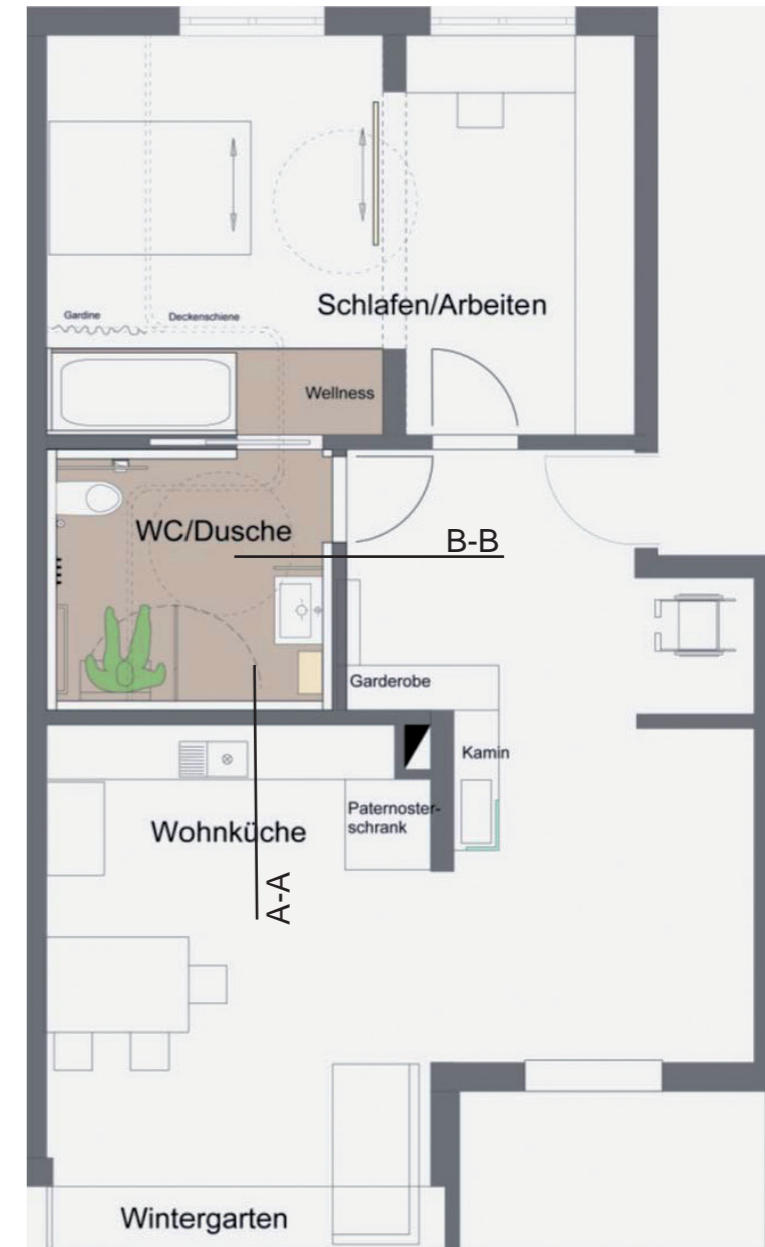 Schlafen/Arbeiten
Gardine
Deckenschiene
Wellness
WC/Dusche
B-B
Garderobe
Kamin
Paternoster-
schrank
Wohnküche
A-A
Wintergarten